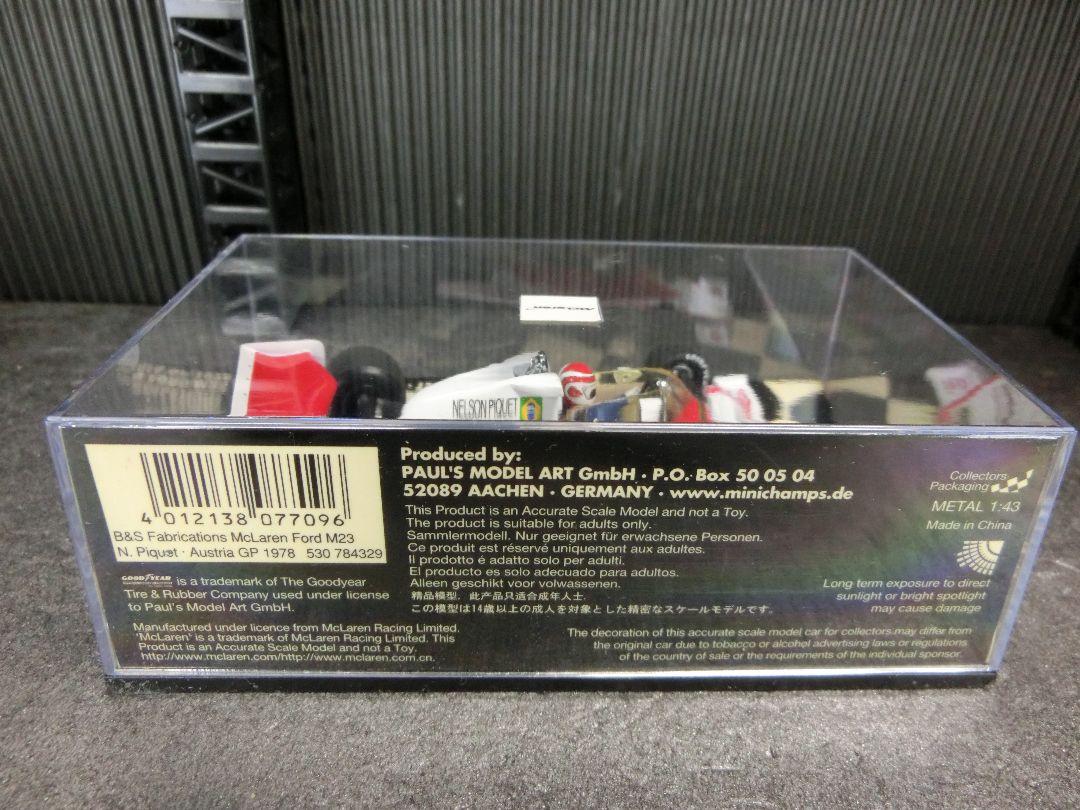 McLaren
NELSON PIQUET
4 012138 077096
B&S Fabrications McLaren Ford M23
N. Piquet · Austria GP 1978 530 784329
GOODYEAR is a trademark of The Goodyear
Tire & Rubber Company used under license
to Paul's Model Art GmbH.
Manufactured under licence from McLaren Racing Limited.
'McLaren' is a trademark of McLaren Racing Limited. This
Product is an Accurate Scale Model and not a Toy.
http://www.mclaren.com/http://www.mclaren.com.cn.
Produced by:
PAUL'S MODEL ART GmbH · P.O. Box 50 05 04
52089 AACHEN · GERMANY · www.minichamps.de
This Product is an Accurate Scale Model and not a Toy.
The product is suitable for adults only.
Sammlermodell. Nur geeignet für erwachsene Personen.
Ce produit est réservé uniquement aux adultes.
Il prodotto é adatto solo per adulti.
El producto es solo adecuado para adultos.
Alleen geschikt voor volwassenen.
精品模型，此产品只适合成年人士.
この模型は14歳以上の成人を対象とした精密なスケールモデルです。
Collectors
Packaging
METAL 1:43
Made in China
Long term exposure to direct
sunlight or bright spotlight
may cause damage
The decoration of this accurate scale model car for collectors may differ from
the original car due to tobacco or alcohol advertising laws or regulations
of the country of sale or the requirements of the individual sponsor.